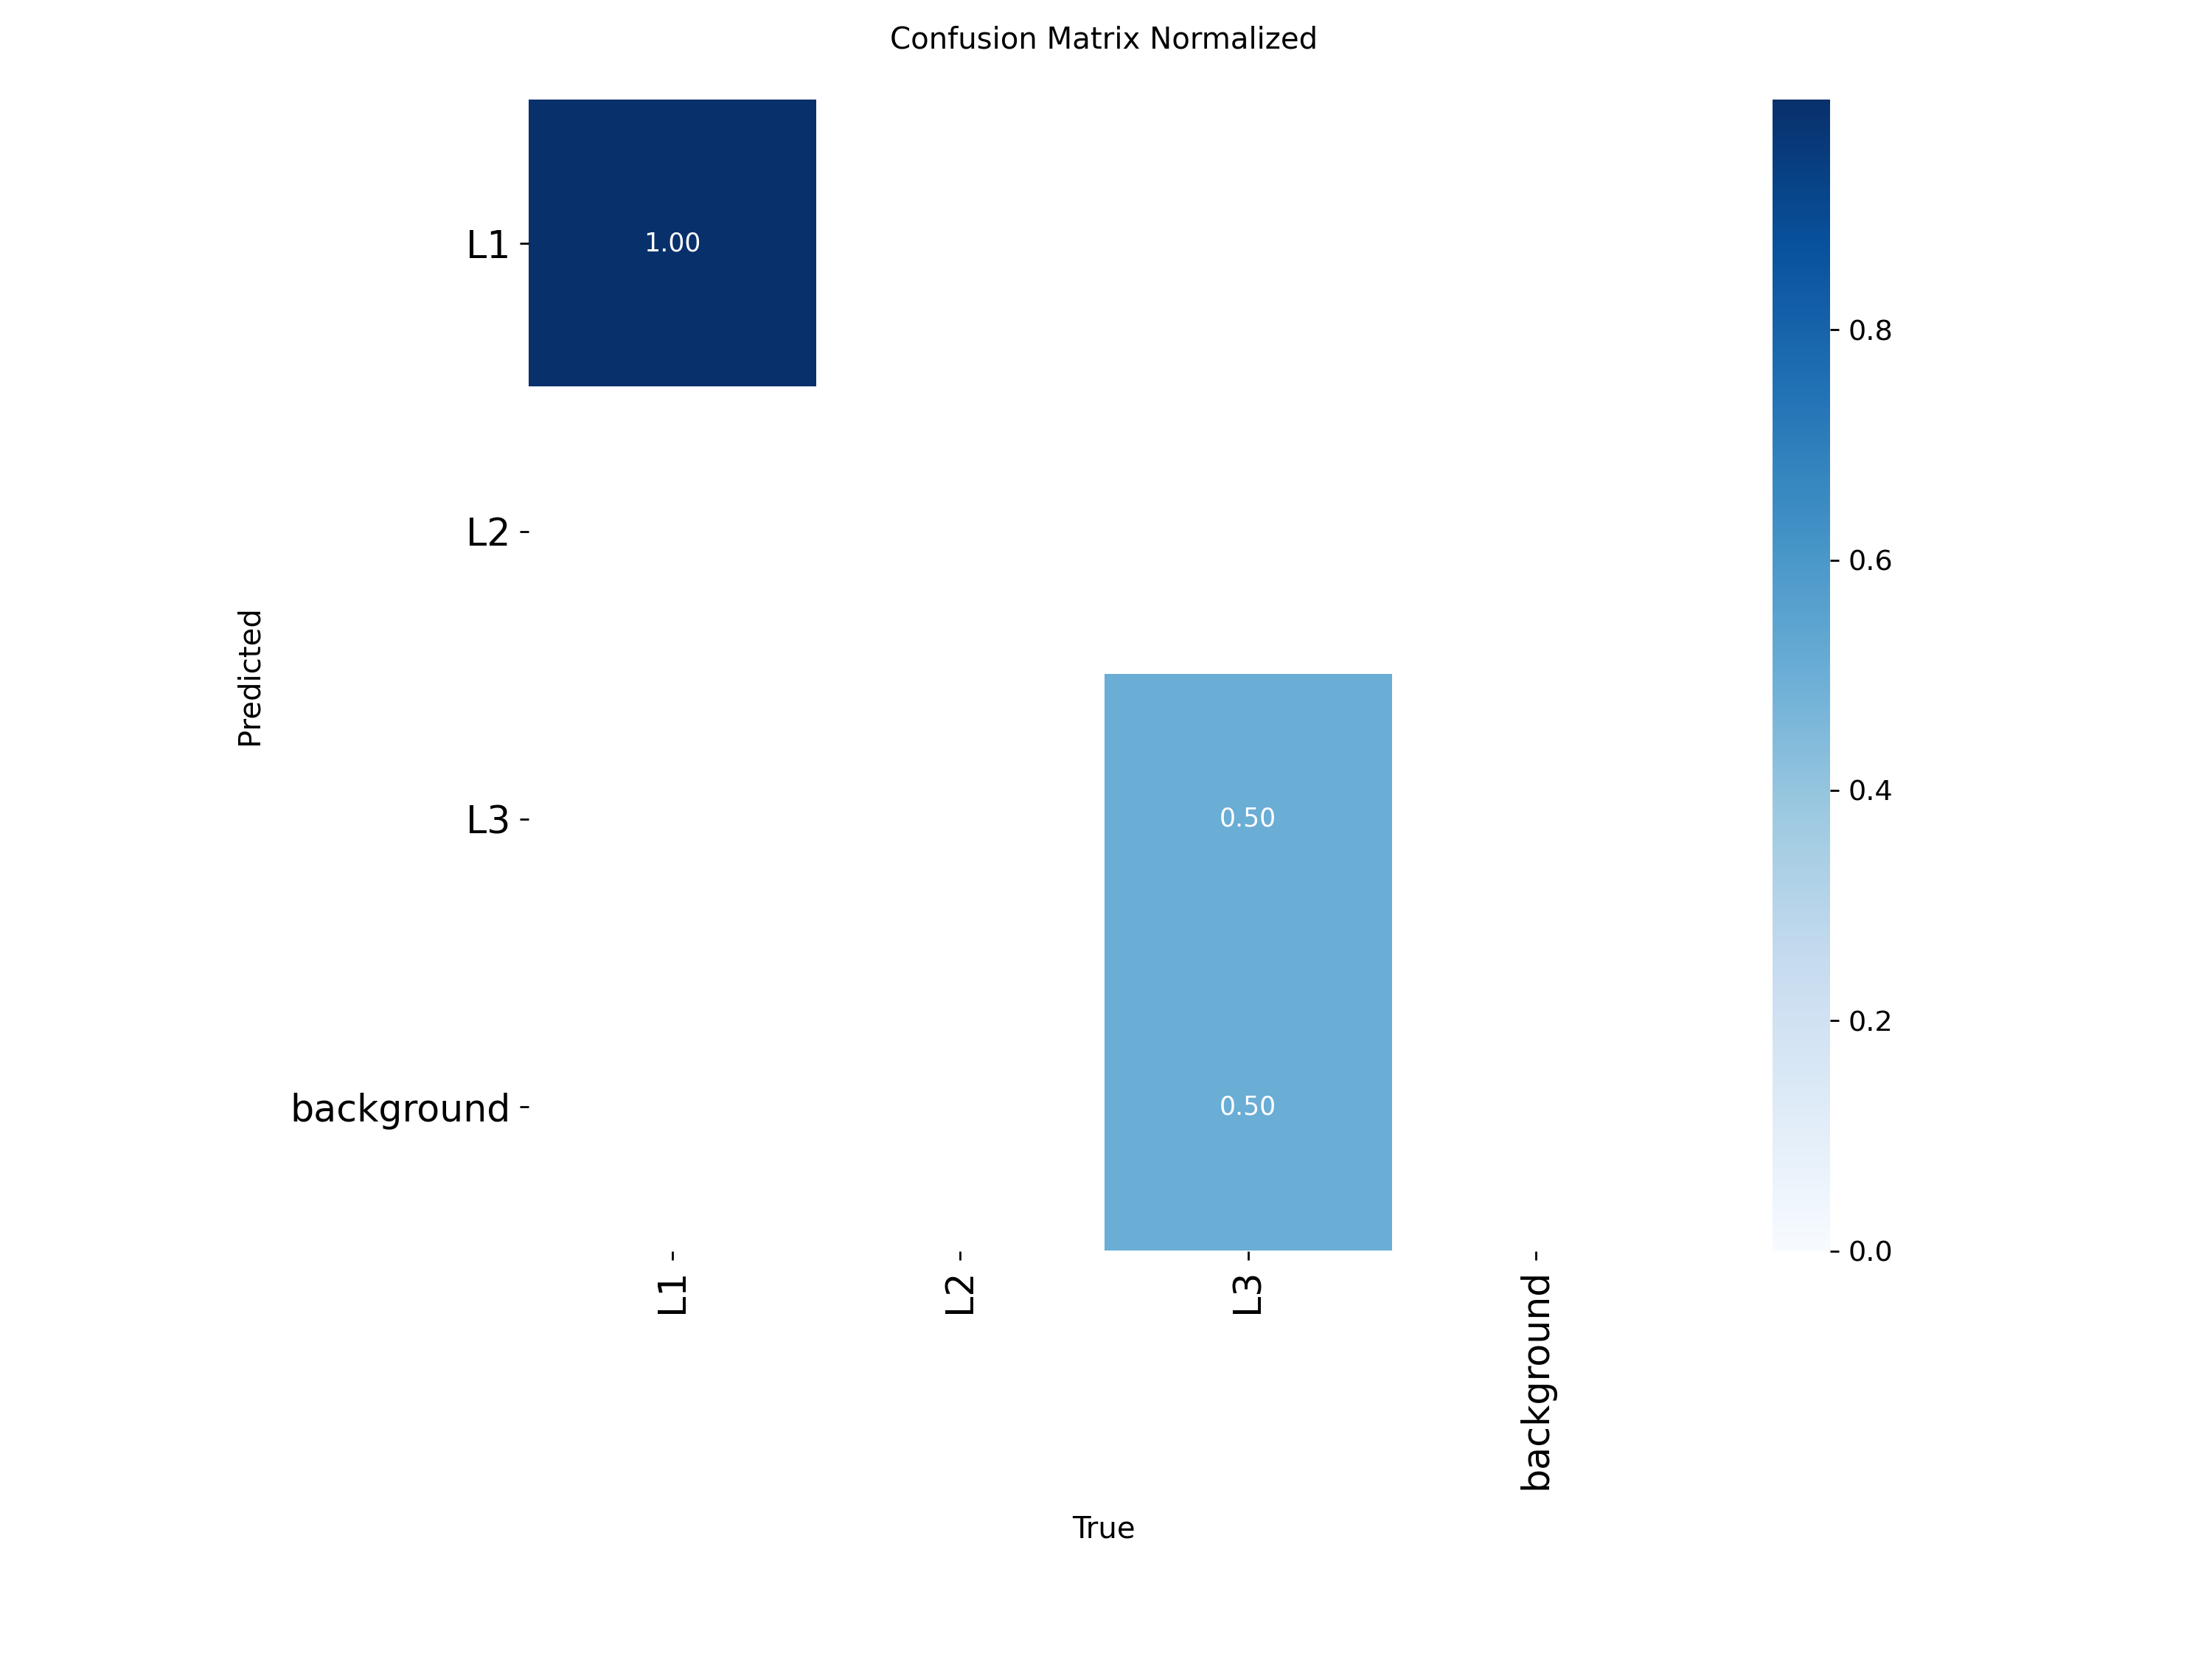 Confusion Matrix Normalized
L1
1.00
L2
L3
0.50
background
0.50
Predicted
L1
L2
L3
background
True
0.8
0.6
0.4
0.2
0.0